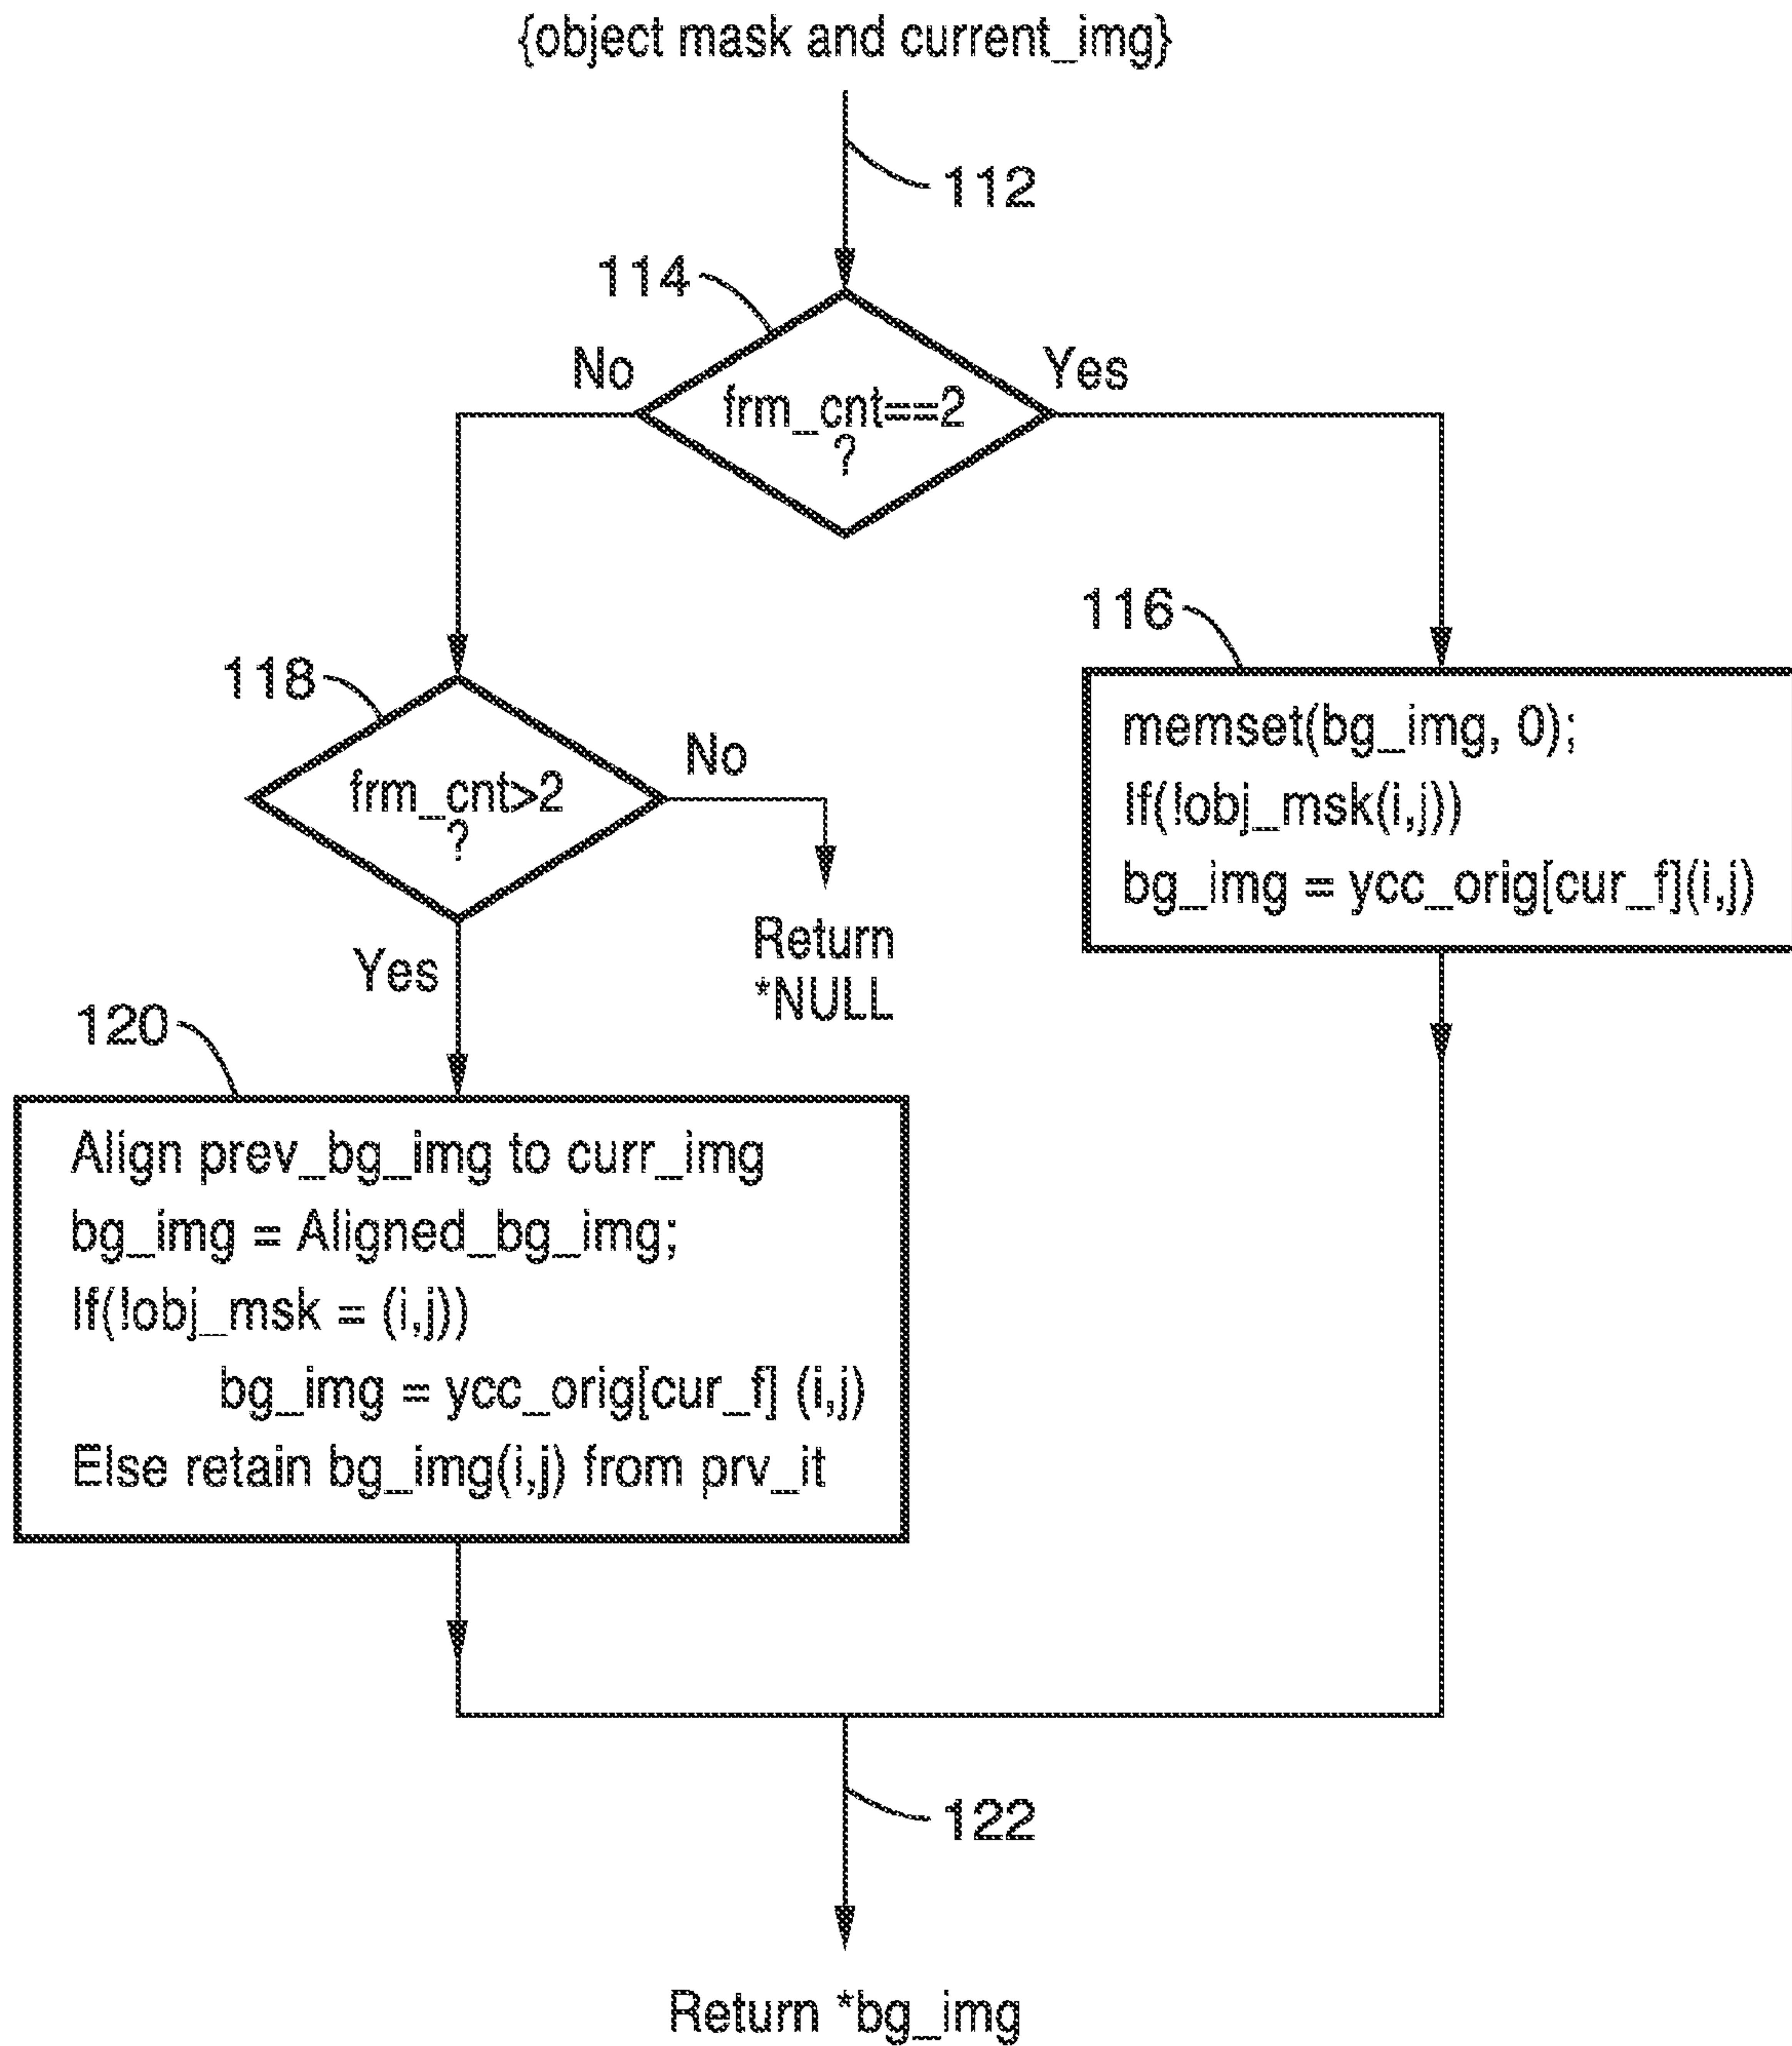 {object mask and current_img}
112
114
No
Yes
frm_cnt==2
?
116
118
memset(bg_img, 0);
If(!obj_msk(i,j))
bg_img = ycc_orig[cur_f](i,j)
No
frm_cnt>2
?
Return
*NULL
Yes
120
Align prev_bg_img to curr_img
bg_img = Aligned_bg_img;
If(!obj_msk = (i,j))
bg_img = ycc_orig[cur_f] (i,j)
Else retain bg_img(i,j) from prv_it
122
Return *bg_img